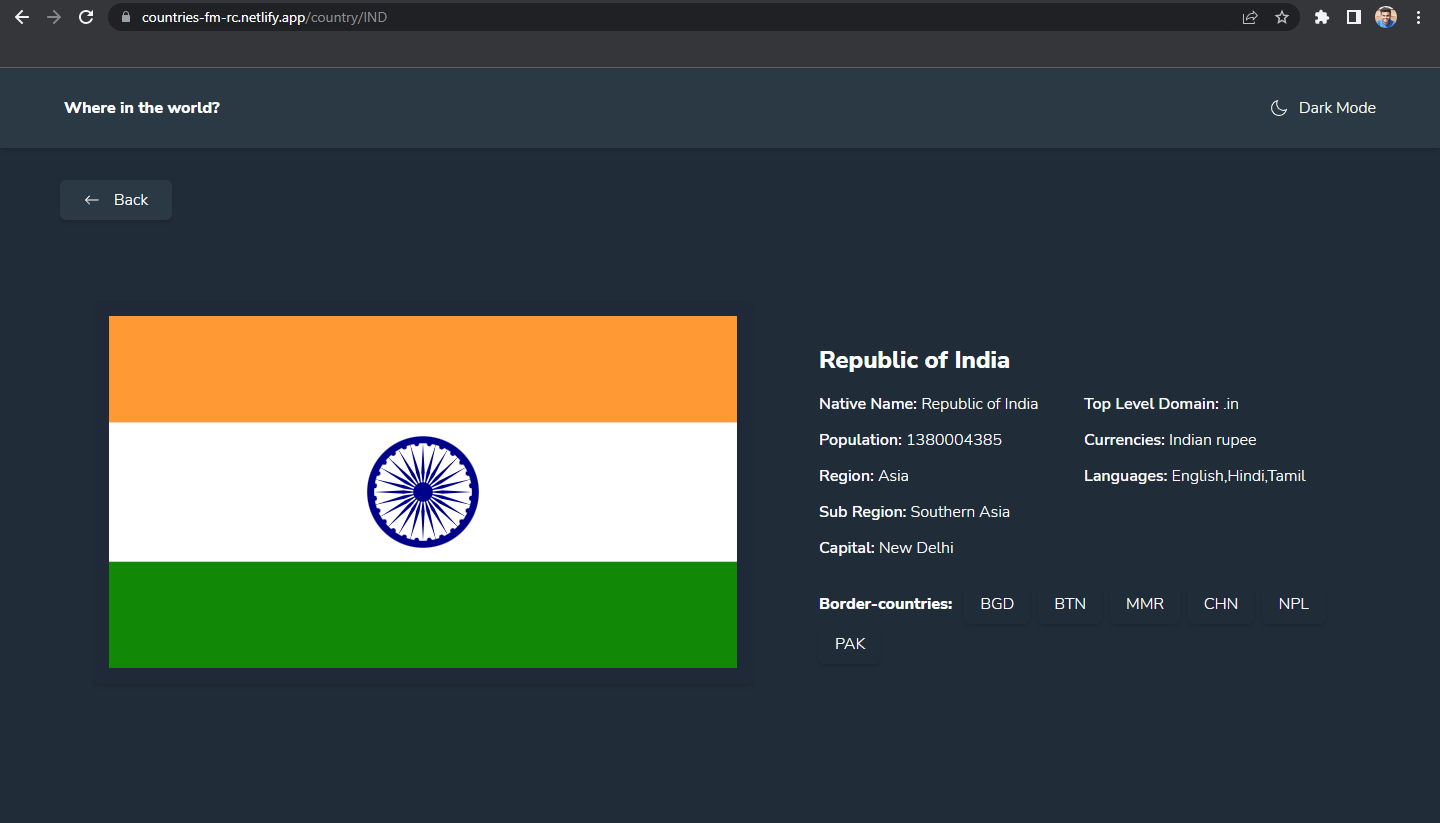 countries-fm-rc.netlify.app/country/IND
Where in the world?
Dark Mode
Back
Republic of India
Native Name: Republic of India
Population: 1380004385
Region: Asia
Sub Region: Southern Asia
Capital: New Delhi
Top Level Domain: .in
Currencies: Indian rupee
Languages: English,Hindi,Tamil
Border-countries: BGD BTN MMR CHN NPL
PAK